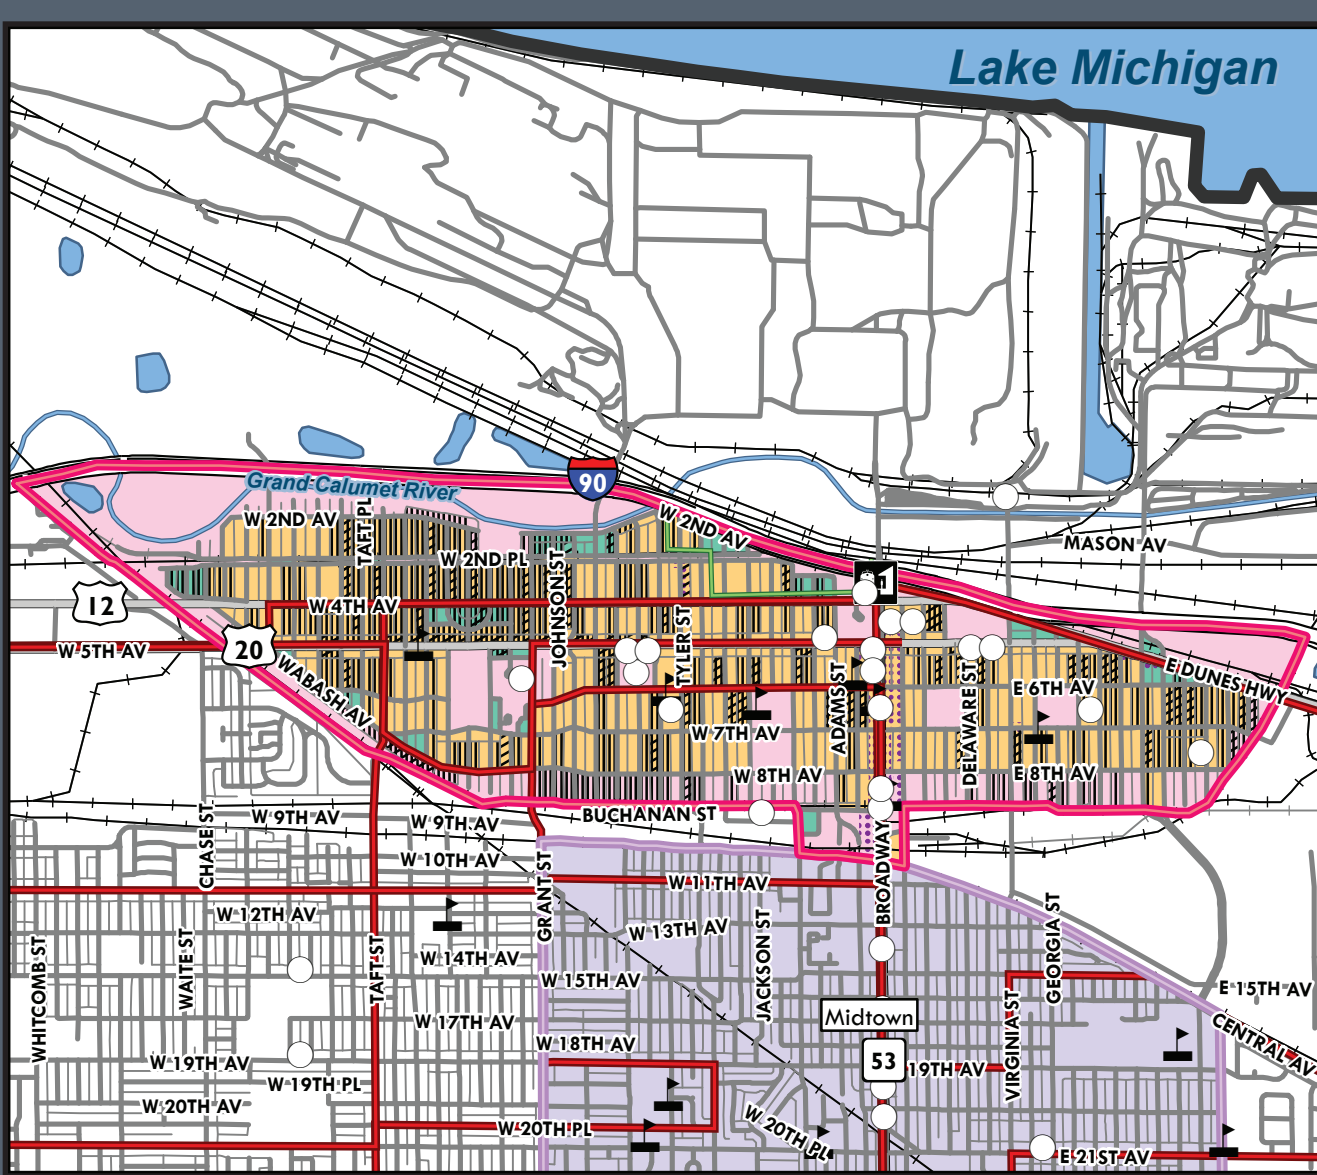 Lake Michigan
90
Grand Calumet River
W 2ND AV
TAFT PL
W 2ND AV
W 2ND PL
MASON AV
12
W 4TH AV
JOHNSON ST
TYLER ST
W 5TH AV
20
WABASH AV
ADAMS ST
DELAWARE ST
E 6TH AV
E DUNES HWY
W 7TH AV
W 8TH AV
E 8TH AV
CHASE ST
W 9TH AV
W 9TH AV
BUCHANAN ST
BROADWAY
W 10TH AV
GRANT ST
W 11TH AV
W 12TH AV
W 13TH AV
JACKSON ST
GEORGIA ST
WHITCOMB ST
WAITE ST
TAFT ST
W 14TH AV
W 15TH AV
E 15TH AV
VIRGINIA ST
Midtown
W 17TH AV
CENTRAL AV
W 18TH AV
53
W 19TH AV
19TH AV
W 19TH PL
W 20TH AV
W 20TH PL
W 20TH PL
E 21ST AV